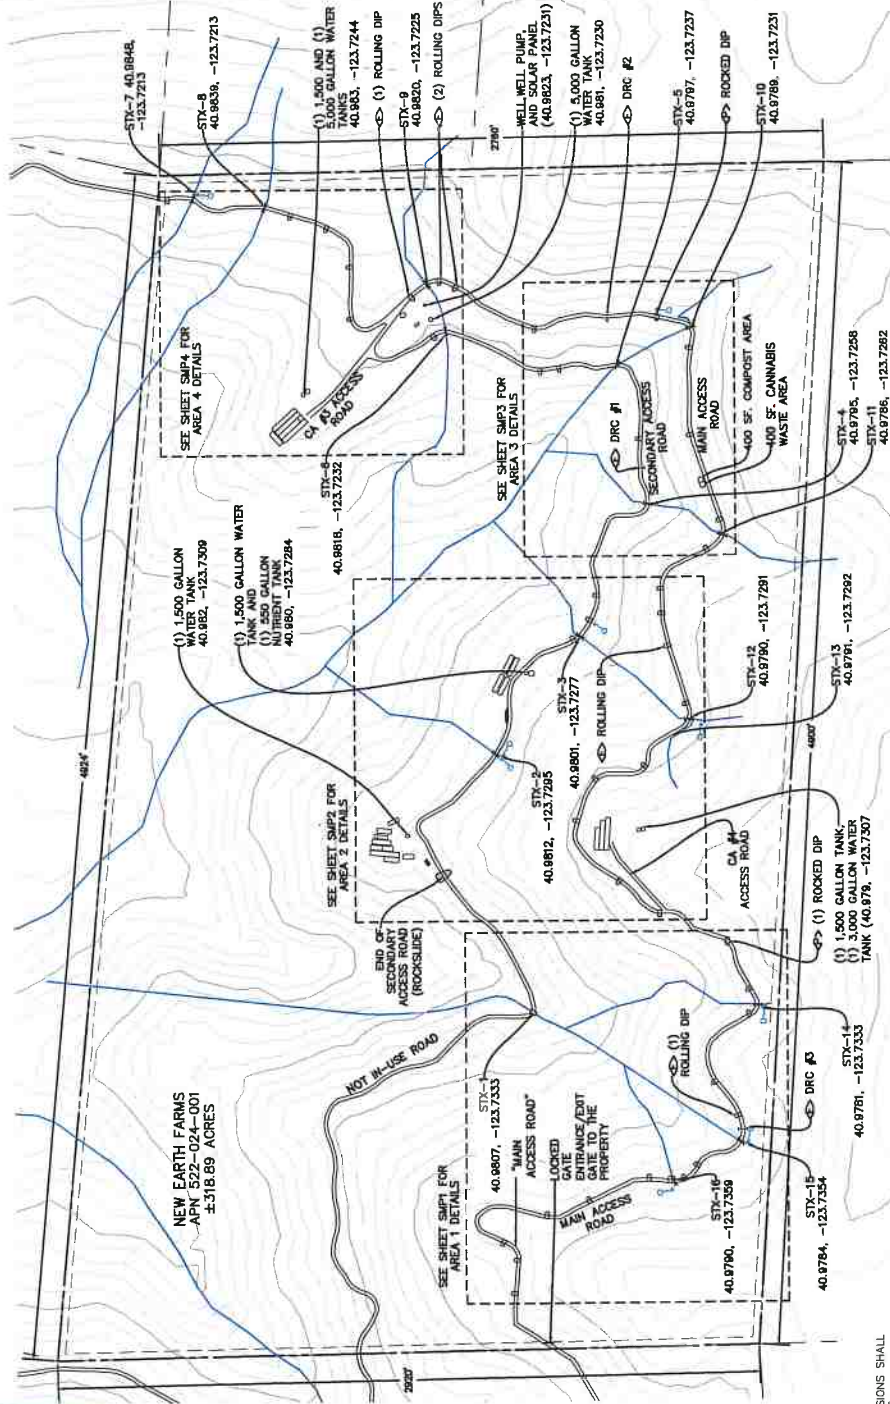 NEW EARTH FARMS
APN 522-024-001
±318.89 ACRES
4924'
2920'
2780'
4900'
NOT IN-USE ROAD
SEE SHEET SMP1 FOR
AREA 1 DETAILS
STX-1
40.9807, -123.7333
"MAIN
ACCESS ROAD"
LOCKED
GATE
ENTRANCE/EXIT
GATE TO THE
PROPERTY
MAIN ACCESS
ROAD
STX-16
40.9790, -123.7359
STX-15
40.9784, -123.7354
<E> DRC #3
<E> (1)
ROLLING DIP
STX-14
40.9781, -123.7333
END OF
SECONDARY
ACCESS ROAD
(ROCKSLIDE)
SEE SHEET SMP2 FOR
AREA 2 DETAILS
(1) 1,500 GALLON
WATER TANK
40.982, -123.7309
(1) 1,500 GALLON WATER
TANK AND
(1) 550 GALLON
NUTRIENT TANK
40.980, -123.7284
STX-2
40.9812, -123.7295
STX-3
40.9801, -123.7277
<E> ROLLING DIP
STX-12
40.9790, -123.7291
STX-13
40.9791, -123.7292
CA #4
ACCESS ROAD
<P> (1) ROCKED DIP
(1) 1,500 GALLON TANK,
(1) 3,000 GALLON WATER
TANK (40.979, -123.7307
SEE SHEET SMP4 FOR
AREA 4 DETAILS
CA #3 ACCESS
ROAD
STX-6
40.9818, -123.7232
SEE SHEET SMP3 FOR
AREA 3 DETAILS
<E> DRC #1
SECONDARY ACCESS
ROAD
MAIN ACCESS
ROAD
400 SF. COMPOST AREA
400 SF. CANNABIS
WASTE AREA
STX-4
40.9795, -123.7258
STX-11
40.9786, -123.7262
STX-7 40.9848,
-123.7213
STX-8
40.9839, -123.7213
(1) 1,500 AND (1)
5,000 GALLON WATER
TANKS
40.983, -123.7244
<E> (1) ROLLING DIP
STX-9
40.9820, -123.7225
<E> (2) ROLLING DIPS
WELL,WELL PUMP,
AND SOLAR PANEL
(40.9823, -123.7231)
(1) 5,000 GALLON
WATER TANK
40.981, -123.7230
<E> DRC #2
STX-5
40.9797, -123.7237
<P> ROCKED DIP
STX-10
40.9789, -123.7231
SIONS SHALL